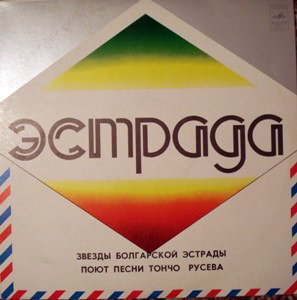 эстрада
ЗВЕЗДЫ БОЛГАРСКОЙ ЭСТРАДЫ
ПОЮТ ПЕСНИ ТОНЧО РУСЕВА